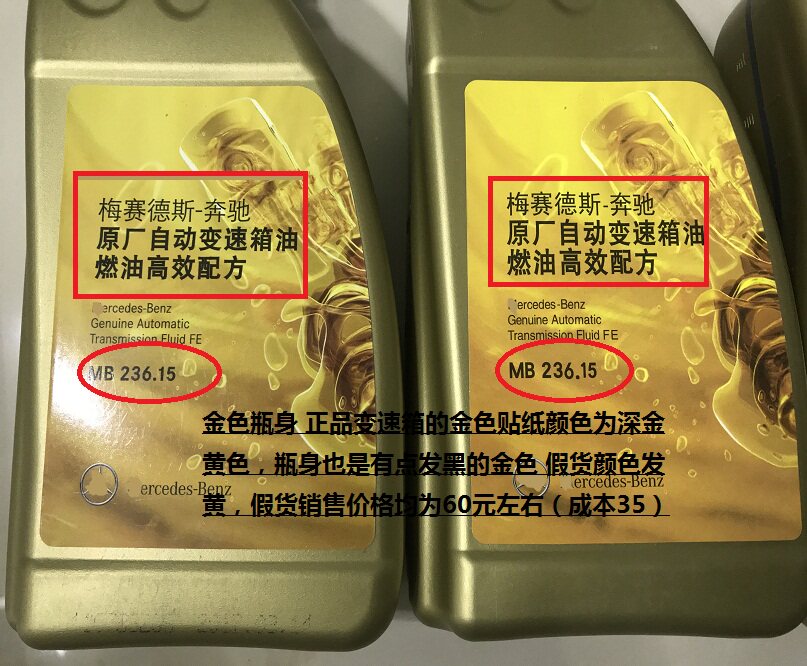 梅赛德斯-奔驰
原厂自动变速箱油
燃油高效配方
ercedes-Benz
Genuine Automatic
Transmission Fluid FE
MB 236.15
ercedes-Benz
梅赛德斯-奔驰
原厂自动变速箱油
燃油高效配方
ercedes-Benz
Genuine Automatic
Transmission Fluid FE
MB 236.15
ercedes-Benz
金色瓶身 正品变速箱的金色贴纸颜色为深金
黄色，瓶身也是有点发黑的金色 假货颜色发
黄，假货销售价格均为60元左右（成本35）